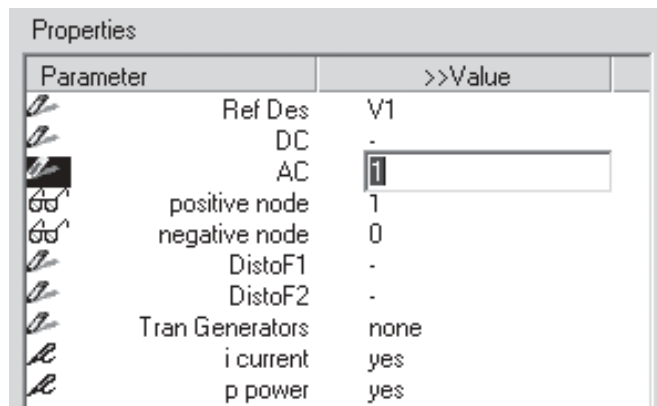 Properties
Parameter >>Value
Ref Des V1
DC -
AC 1
positive node 1
negative node 0
DistoF1 -
DistoF2 -
Tran Generators none
i current yes
p power yes